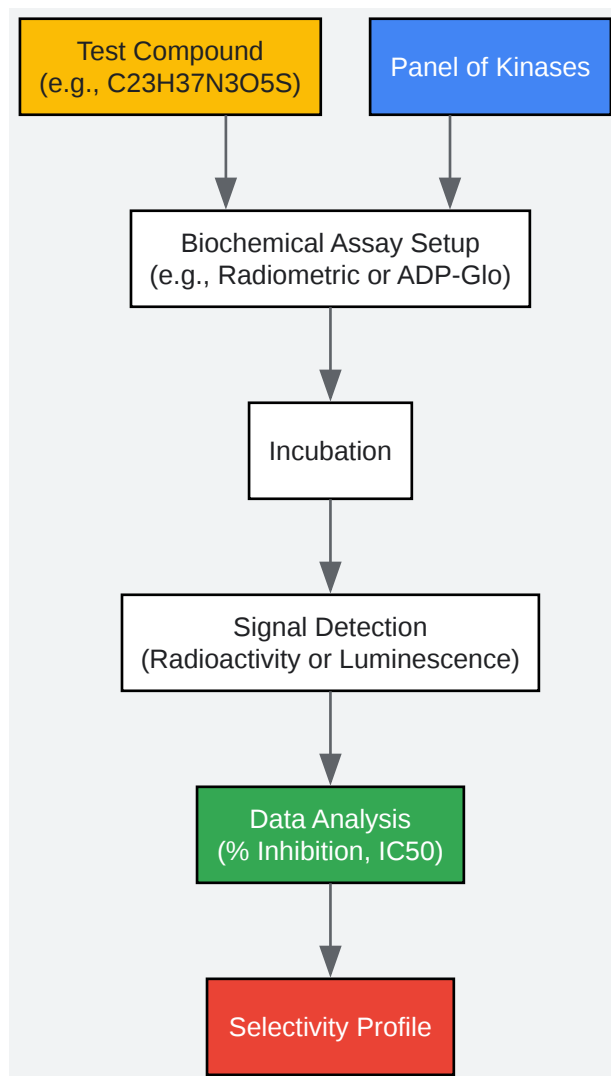 Test Compound
(e.g., C23H37N3O5S)
Panel of Kinases
Biochemical Assay Setup
(e.g., Radiometric or ADP-Glo)
Incubation
Signal Detection
(Radioactivity or Luminescence)
Data Analysis
(% Inhibition, IC50)
Selectivity Profile